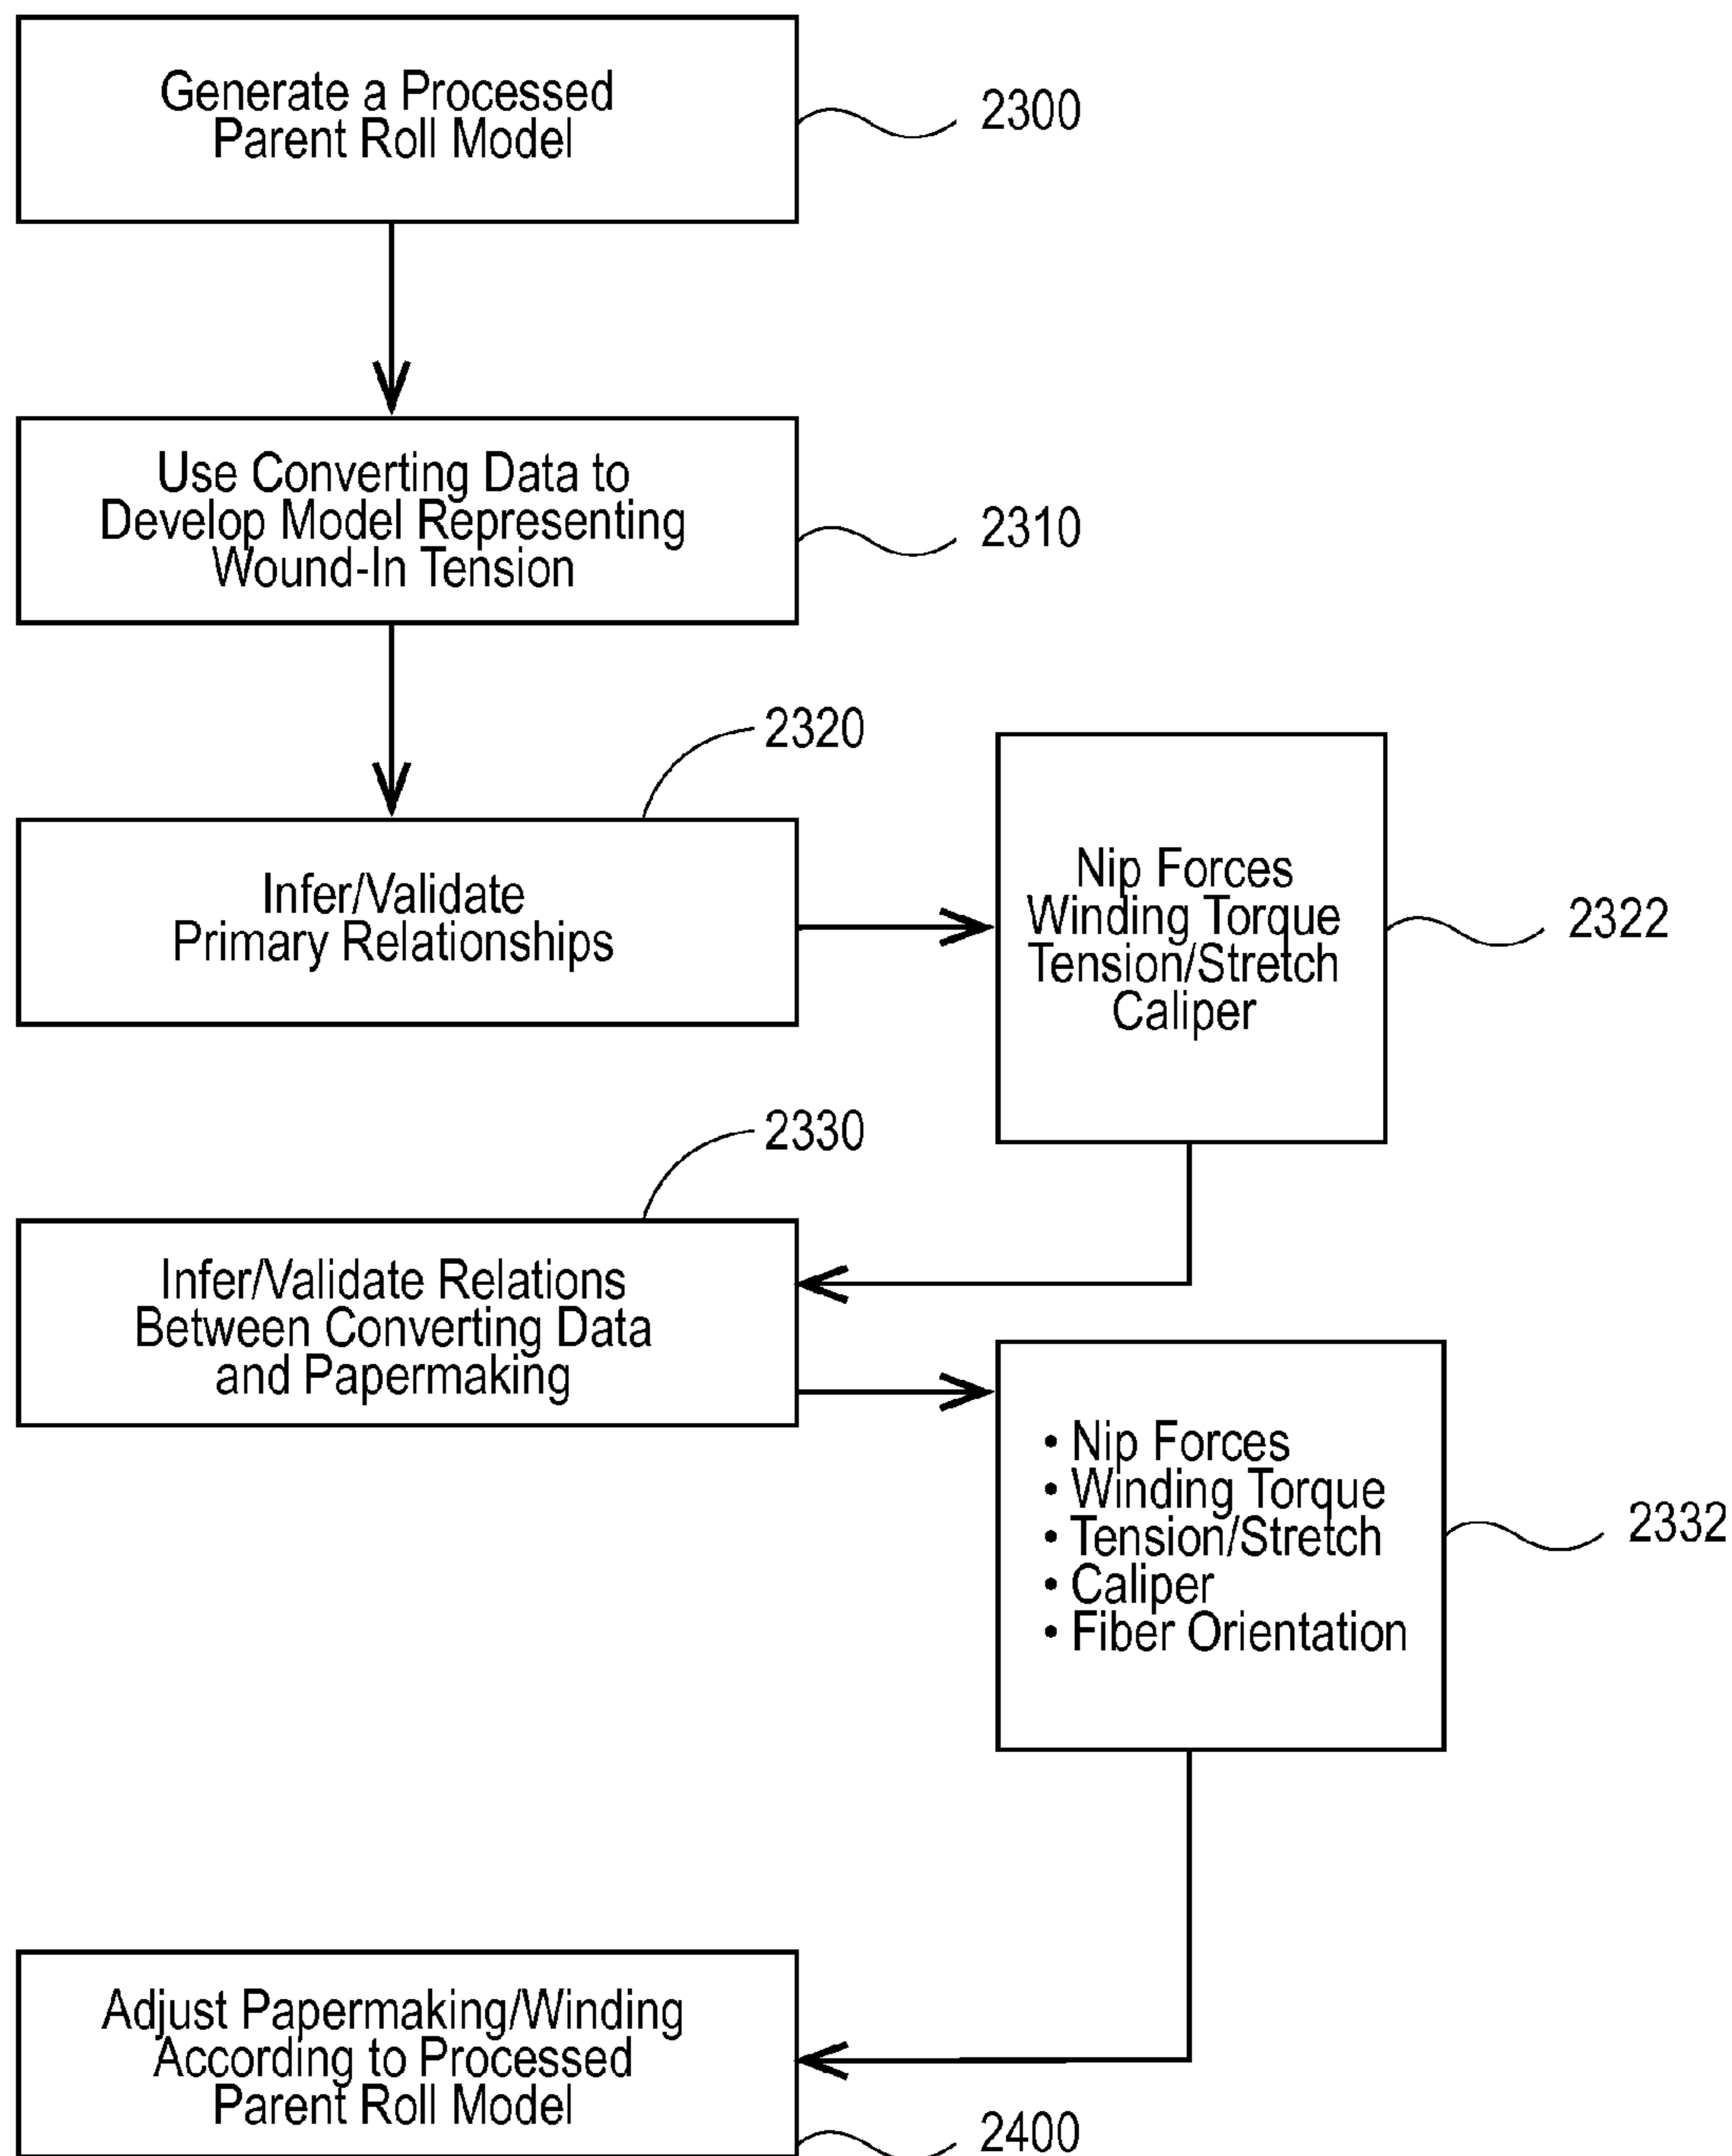 Generate a Processed
Parent Roll Model
2300
Use Converting Data to
Develop Model Representing
Wound-In Tension
2310
2320
Infer/Validate
Primary Relationships
Nip Forces
Winding Torque
Tension/Stretch
Caliper
2322
2330
Infer/Validate Relations
Between Converting Data
and Papermaking
• Nip Forces
• Winding Torque
• Tension/Stretch
• Caliper
• Fiber Orientation
2332
Adjust Papermaking/Winding
According to Processed
Parent Roll Model
2400